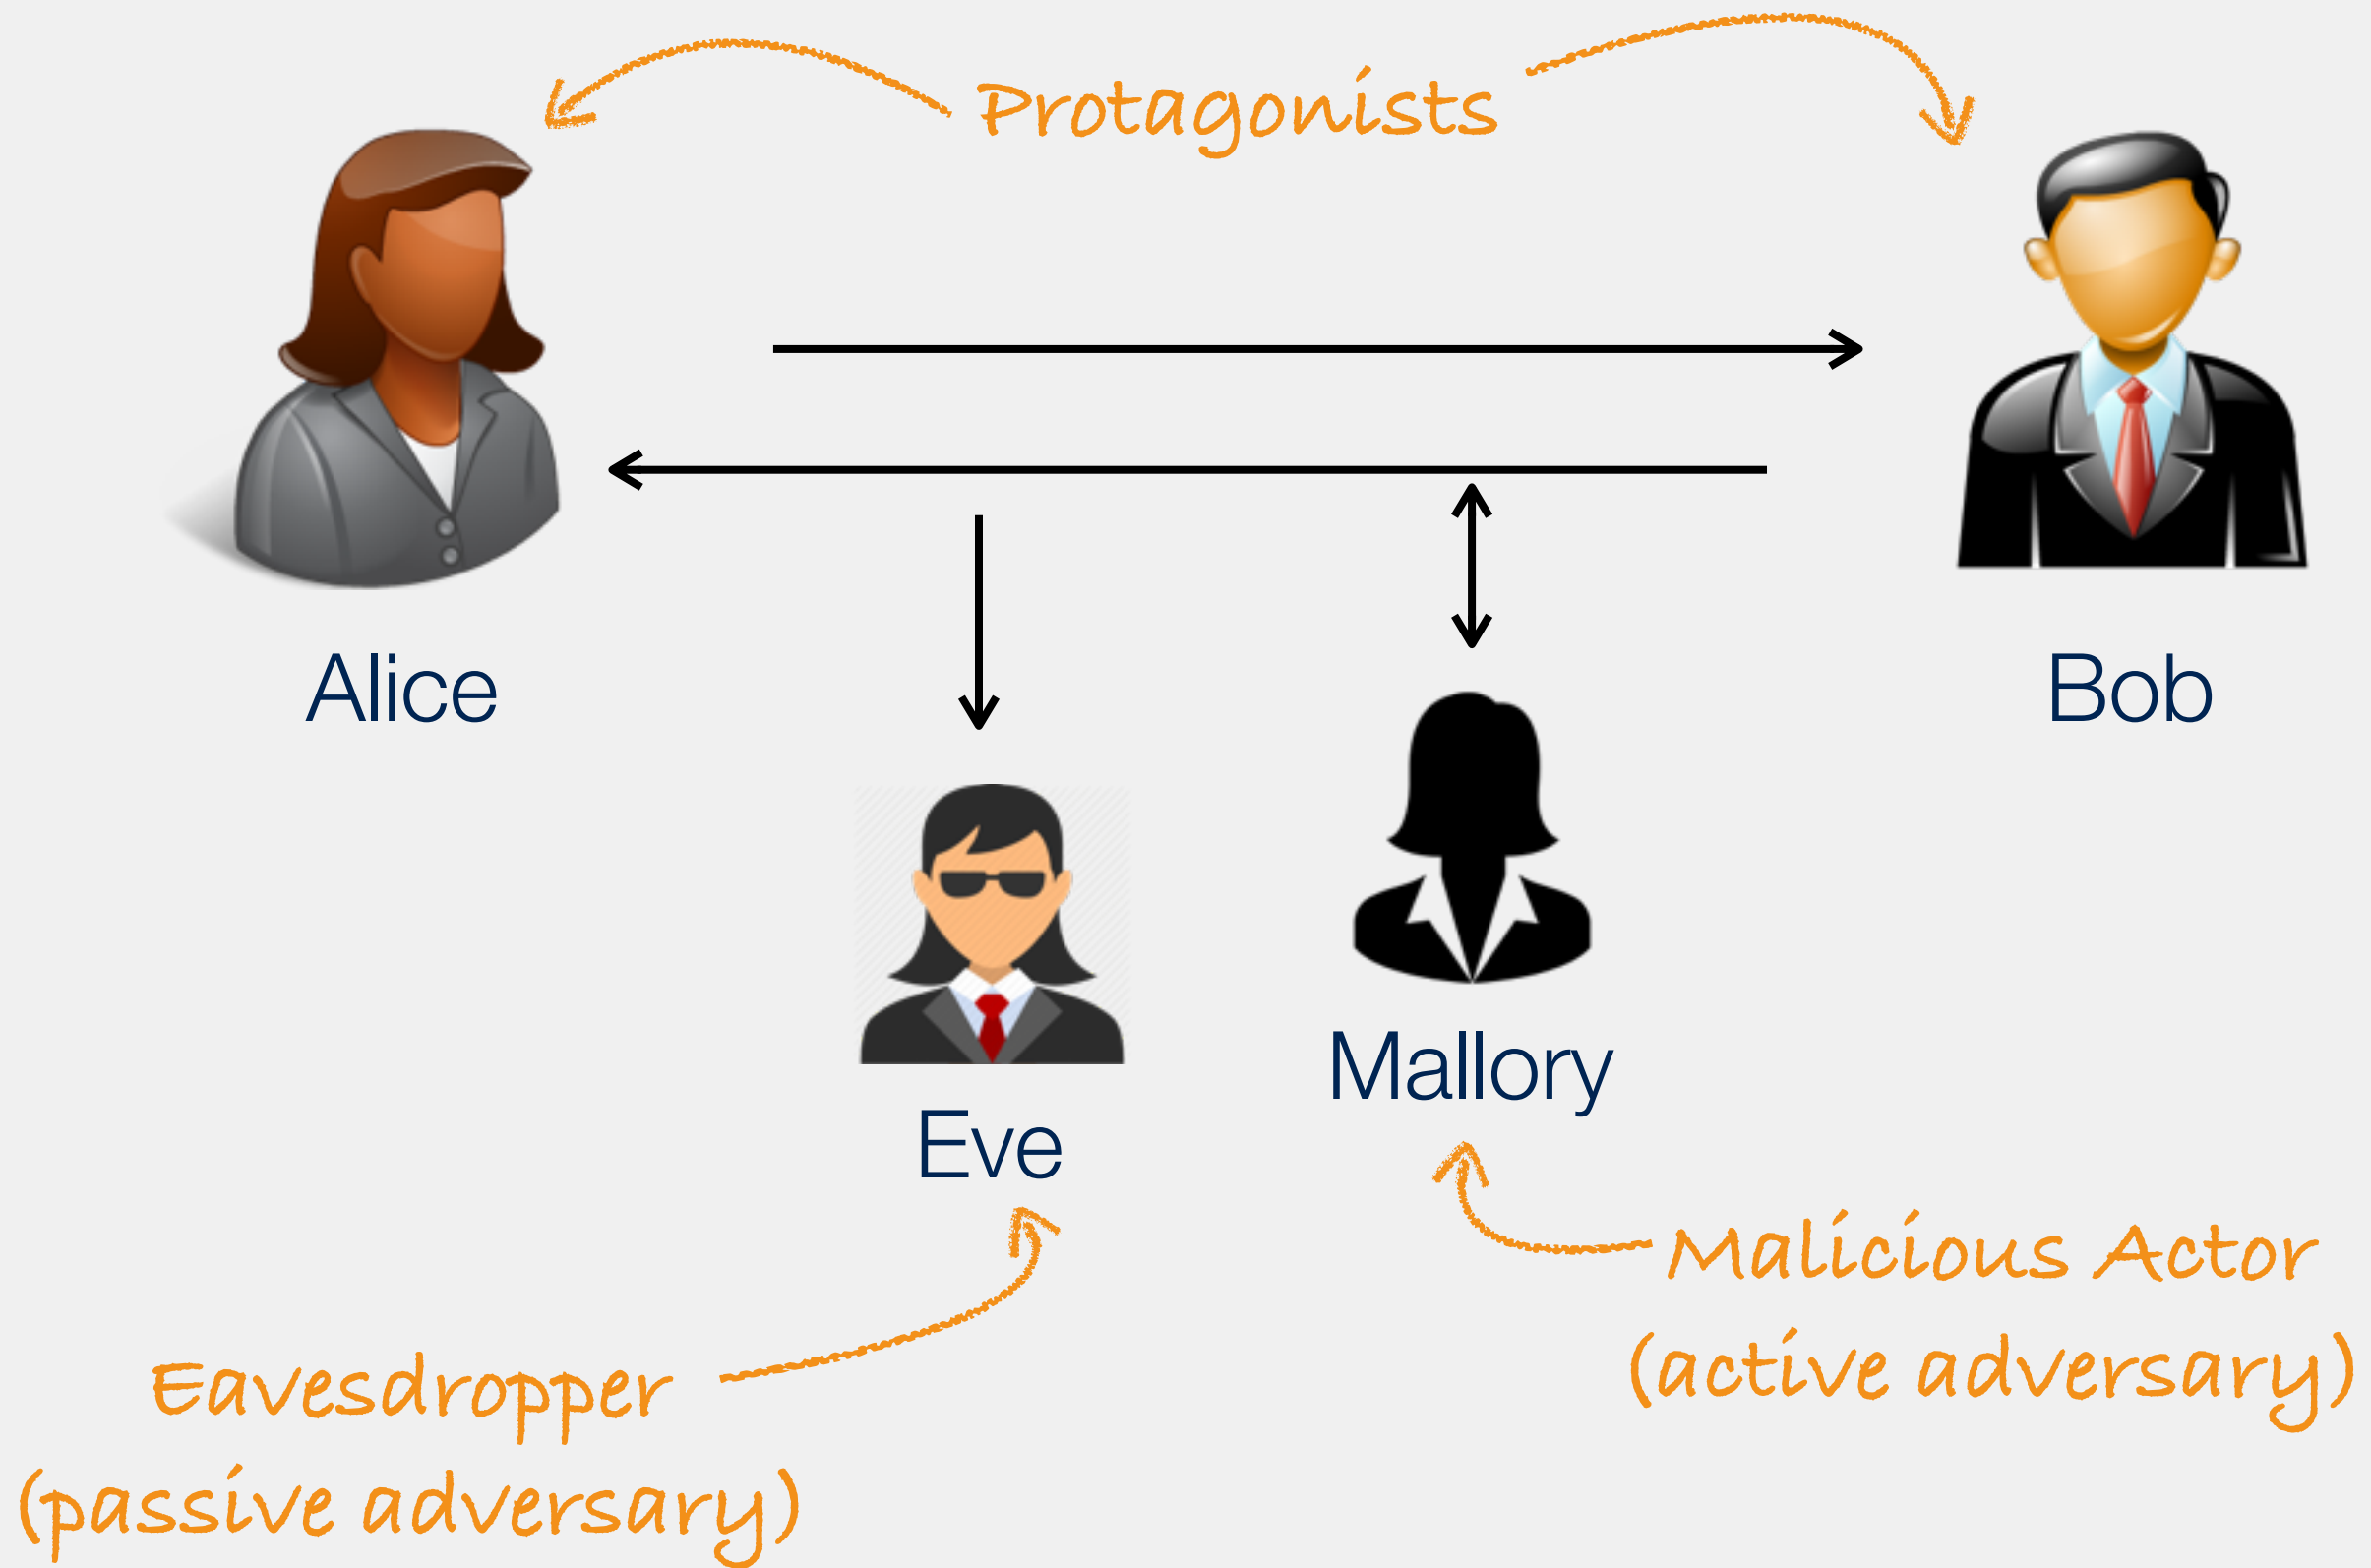 Protagonists
Alice
Bob
Eve
Mallory
Eavesdropper
(passive adversary)
Malicious Actor
(active adversary)